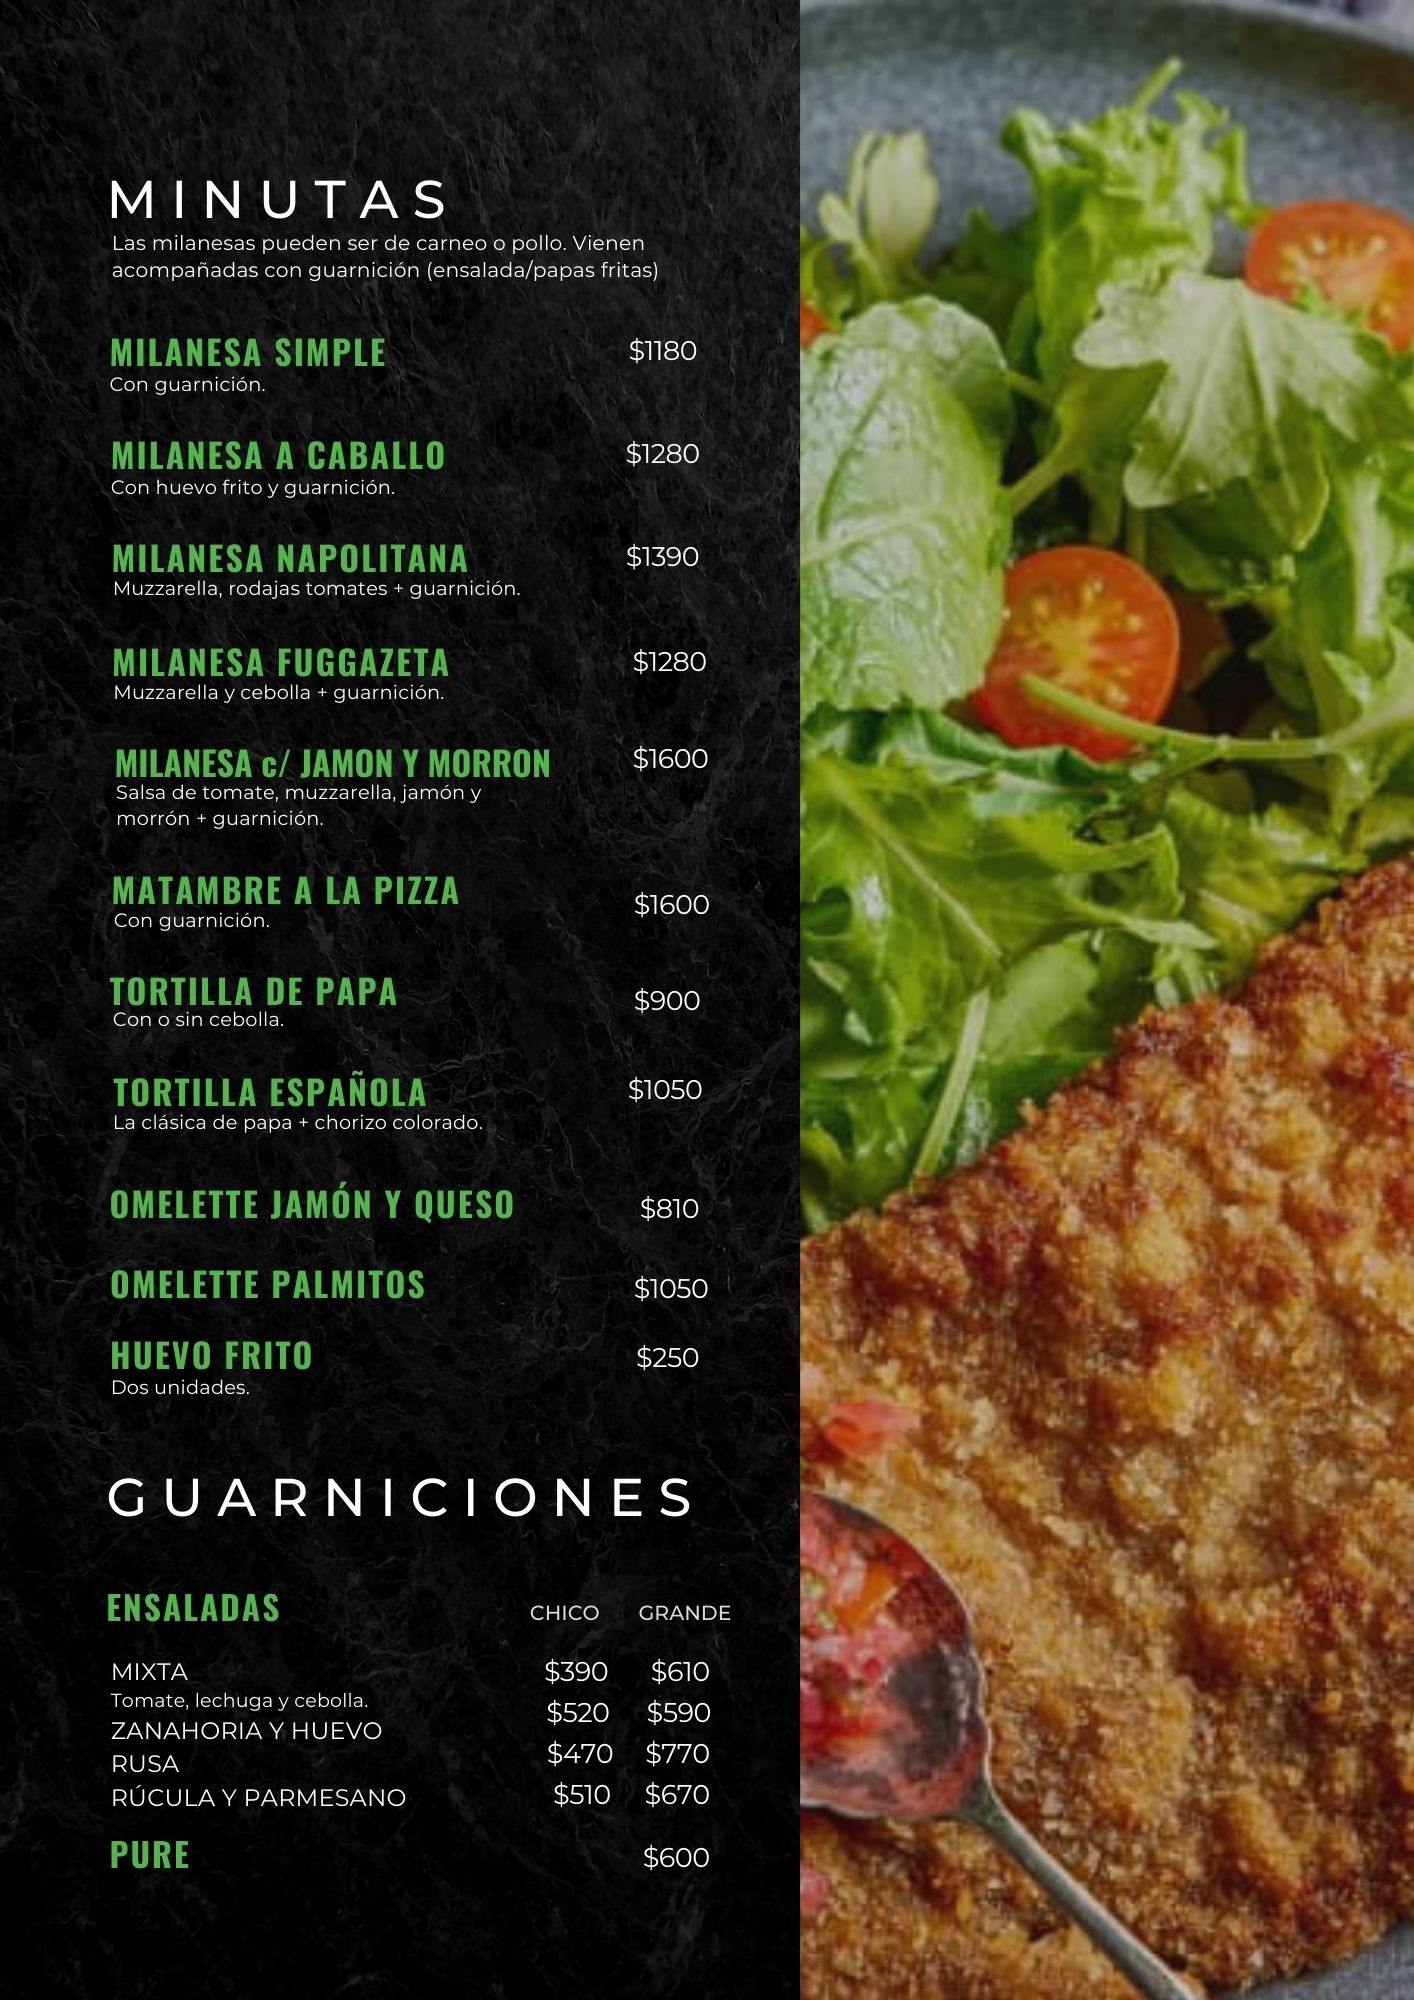 MINUTAS
Las milanesas pueden ser de carneo o pollo. Vienen
acompañadas con guarnición (ensalada/papas fritas)
MILANESA SIMPLE $1180
Con guarnición.
MILANESA A CABALLO $1280
Con huevo frito y guarnición.
MILANESA NAPOLITANA $1390
Muzzarella, rodajas tomates + guarnición.
MILANESA FUGGAZETA $1280
Muzzarella y cebolla + guarnición.
MILANESA c/ JAMON Y MORRON $1600
Salsa de tomate, muzzarella, jamón y
morrón + guarnición.
MATAMBRE A LA PIZZA $1600
Con guarnición.
TORTILLA DE PAPA $900
Con o sin cebolla.
TORTILLA ESPAÑOLA $1050
La clásica de papa + chorizo colorado.
OMELETTE JAMÓN Y QUESO $810
OMELETTE PALMITOS $1050
HUEVO FRITO $250
Dos unidades.
GUARNICIONES
ENSALADAS CHICO GRANDE
MIXTA $390 $610
Tomate, lechuga y cebolla.
ZANAHORIA Y HUEVO $520 $590
RUSA $470 $770
RÚCULA Y PARMESANO $510 $670
PURE $600